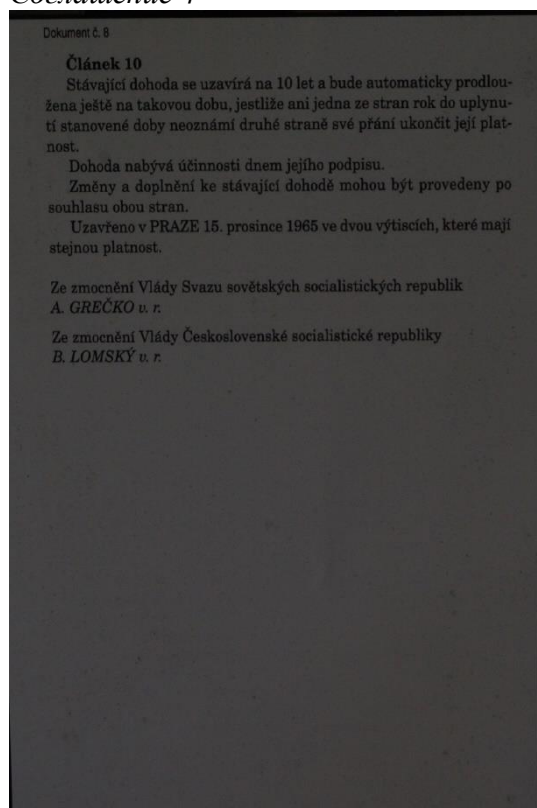 Соглашение 4
Dokument č. 8
Článek 10
Stávající dohoda se uzavírá na 10 let a bude automaticky prodlou-
žena ještě na takovou dobu, jestliže ani jedna ze stran rok do uplynu-
tí stanovené doby neoznámí druhé straně své přání ukončit její plat-
nost.
Dohoda nabývá účinnosti dnem jejího podpisu.
Změny a doplnění ke stávající dohodě mohou být provedeny po
souhlasu obou stran.
Uzavřeno v PRAZE 15. prosince 1965 ve dvou výtiscích, které mají
stejnou platnost.
Ze zmocnění Vlády Svazu sovětských socialistických republik
A. GREČKO v. r.
Ze zmocnění Vlády Československé socialistické republiky
B. LOMSKÝ v. r.